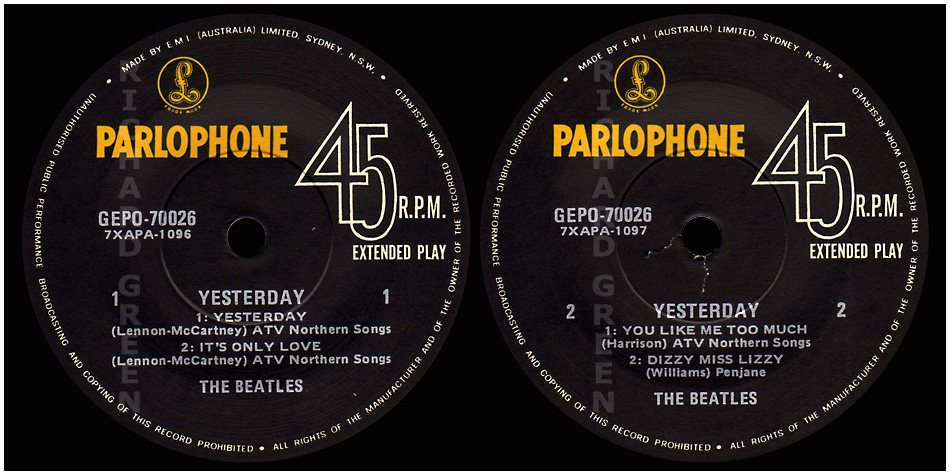 MADE BY E M I (AUSTRALIA) LIMITED, SYDNEY, N.S.W. •
UNAUTHORISED PUBLIC PERFORMANCE BROADCASTING AND COPYING OF THIS RECORD PROHIBITED • ALL RIGHTS OF THE MANUFACTURER AND OF THE OWNER OF THE RECORDED WORK RESERVED •
£
TRADE MARK
PARLOPHONE
45
R.P.M.
EXTENDED PLAY
GEPO-70026
7XAPA-1096
1 YESTERDAY 1
1: YESTERDAY
(Lennon-McCartney) ATV Northern Songs
2: IT'S ONLY LOVE
(Lennon-McCartney) ATV Northern Songs
THE BEATLES
RICHARD GREEN
MADE BY E M I (AUSTRALIA) LIMITED, SYDNEY, N.S.W. •
UNAUTHORISED PUBLIC PERFORMANCE BROADCASTING AND COPYING OF THIS RECORD PROHIBITED • ALL RIGHTS OF THE MANUFACTURER AND OF THE OWNER OF THE RECORDED WORK RESERVED •
£
TRADE MARK
PARLOPHONE
45
R.P.M.
EXTENDED PLAY
GEPO-70026
7XAPA-1097
2 YESTERDAY 2
1: YOU LIKE ME TOO MUCH
(Harrison) ATV Northern Songs
2: DIZZY MISS LIZZY
(Williams) Penjane
THE BEATLES
RICHARD GREEN